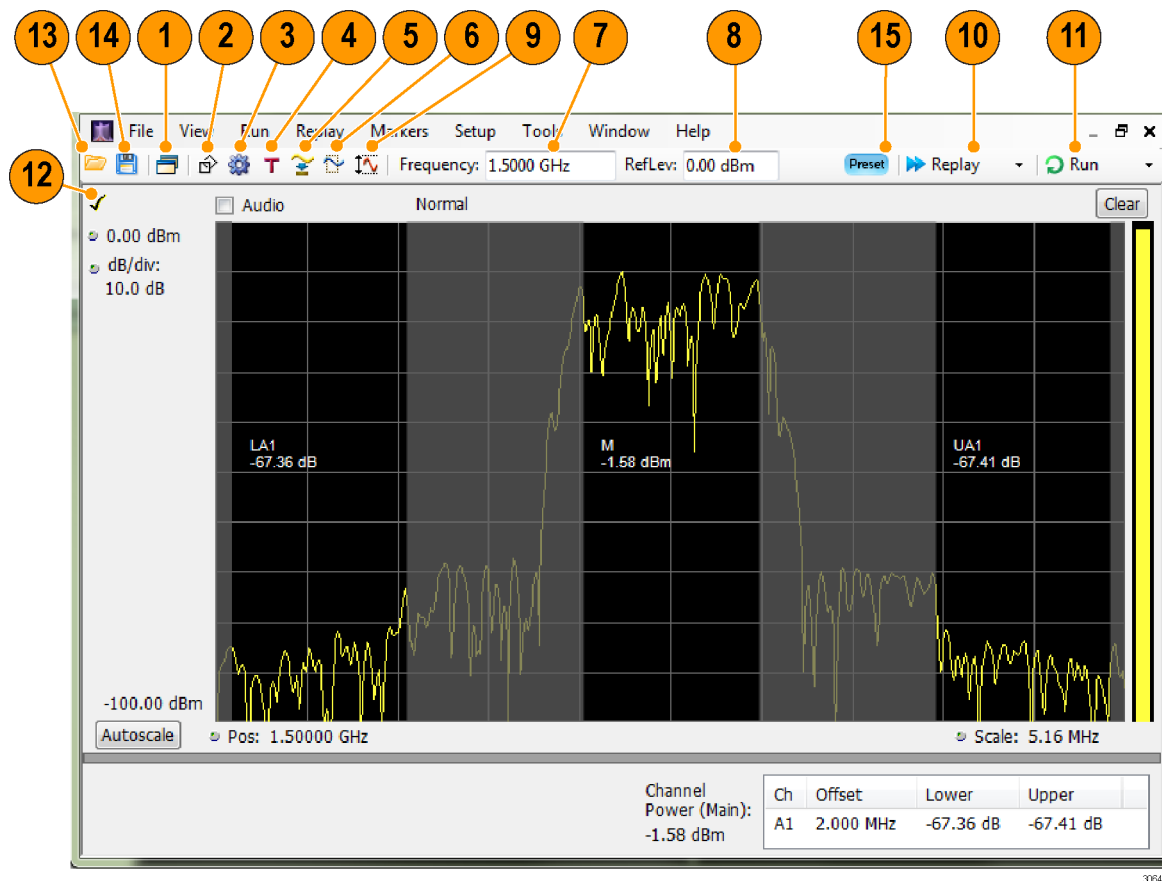 13 14 1 2 3 4 5 6 9 7 8 15 10 11
File View Run Replay Markers Setup Tools Window Help
T Frequency: 1.5000 GHz RefLev: 0.00 dBm Preset Replay Run
12
Audio Normal Clear
0.00 dBm
dB/div:
10.0 dB
LA1
-67.36 dB
M
-1.58 dBm
UA1
-67.41 dB
-100.00 dBm
Autoscale Pos: 1.50000 GHz Scale: 5.16 MHz
Channel
Power (Main):
-1.58 dBm
Ch Offset Lower Upper
A1 2.000 MHz -67.36 dB -67.41 dB
3064